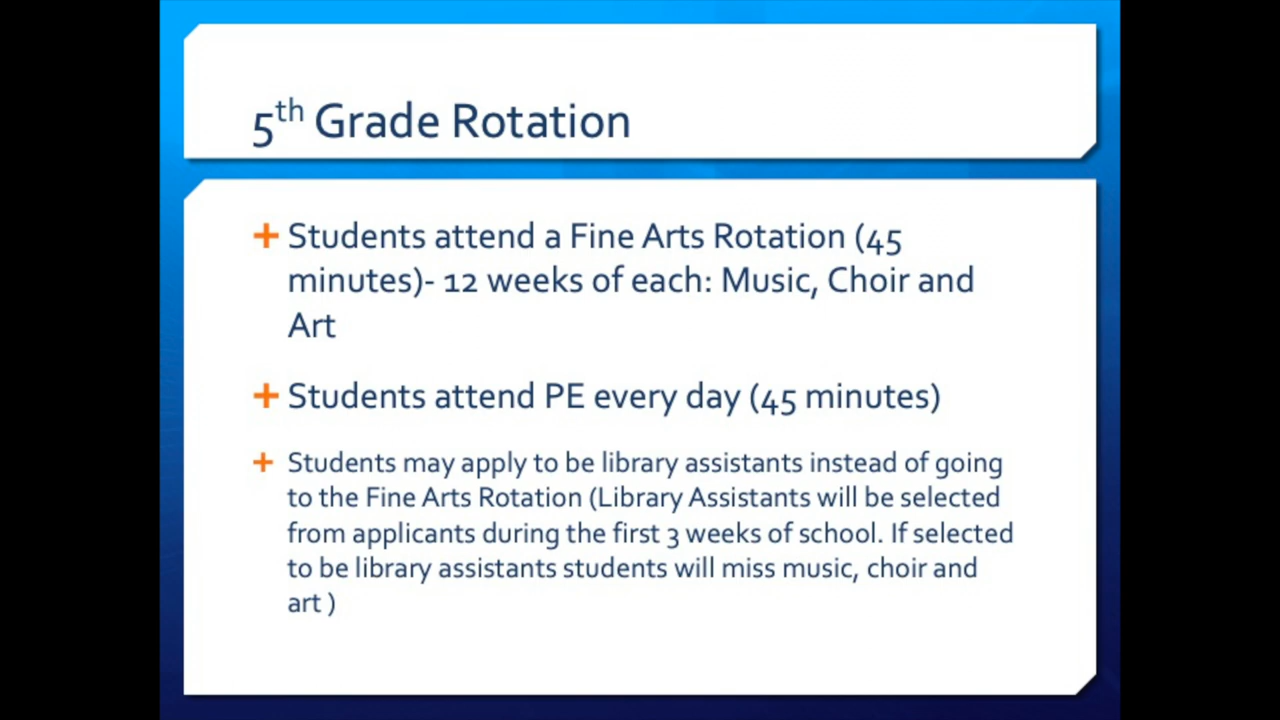 5th Grade Rotation
Students attend a Fine Arts Rotation (45
minutes)- 12 weeks of each: Music, Choir and
Art
Students attend PE every day (45 minutes)
Students may apply to be library assistants instead of going
to the Fine Arts Rotation (Library Assistants will be selected
from applicants during the first 3 weeks of school. If selected
to be library assistants students will miss music, choir and
art )